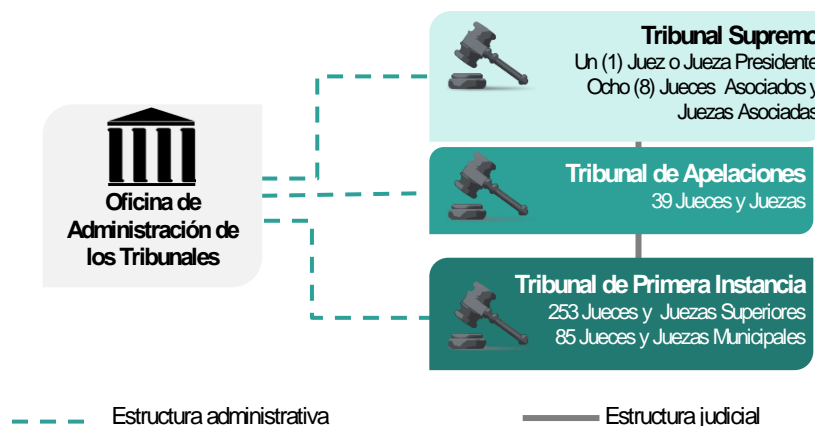 Tribunal Supremo
Un (1) Juez o Jueza Presidente
Ocho (8) Jueces Asociados y
Juezas Asociadas
Oficina de
Administración de
los Tribunales
Tribunal de Apelaciones
39 Jueces y Juezas
Tribunal de Primera Instancia
253 Jueces y Juezas Superiores
85 Jueces y Juezas Municipales
Estructura administrativa
Estructura judicial